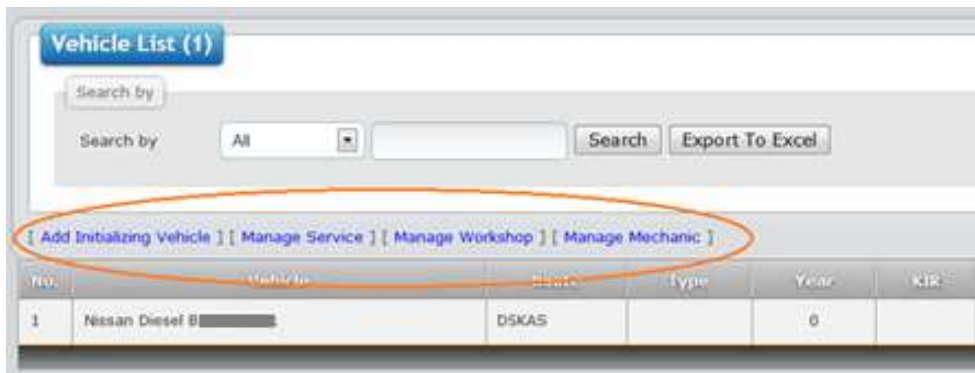 Vehicle List (1)
Search by
Search by All Search Export To Excel
[ Add Initializing Vehicle ] [ Manage Service ] [ Manage Workshop ] [ Manage Mechanic ]
No. Vehicle Type Year KIR
1 Nissan Diesel B DSKAS 0